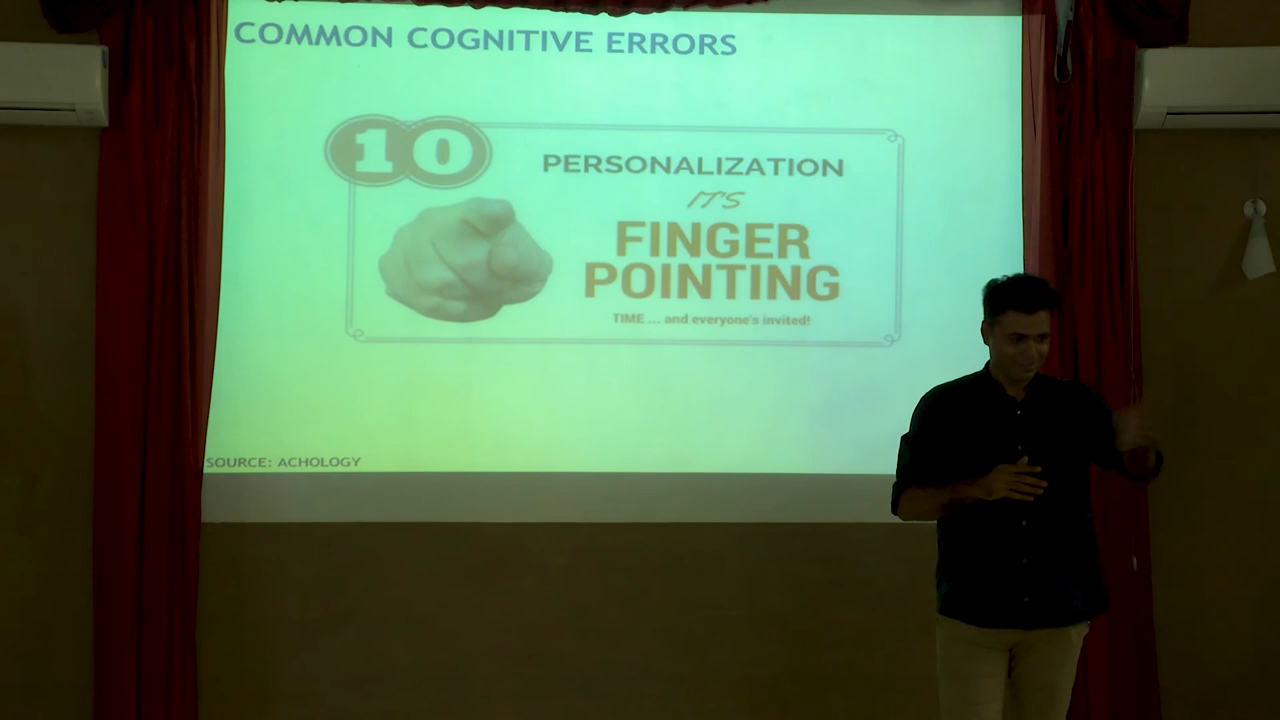 COMMON COGNITIVE ERRORS
10
PERSONALIZATION
IT'S
FINGER
POINTING
TIME ... and everyone's invited!
SOURCE: ACHOLOGY